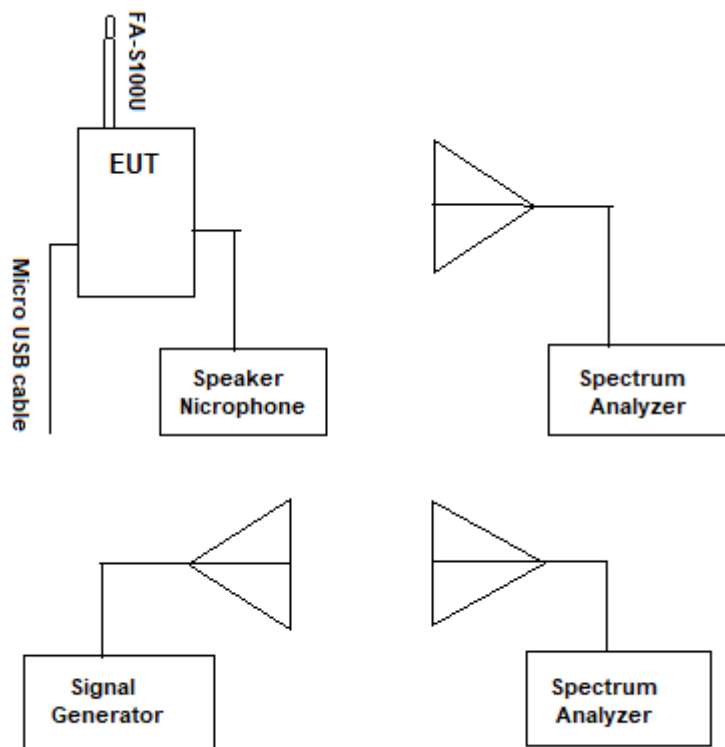 FA-S100U
EUT
Micro USB cable
Speaker
Nicrophone
Spectrum
Analyzer
Signal
Generator
Spectrum
Analyzer